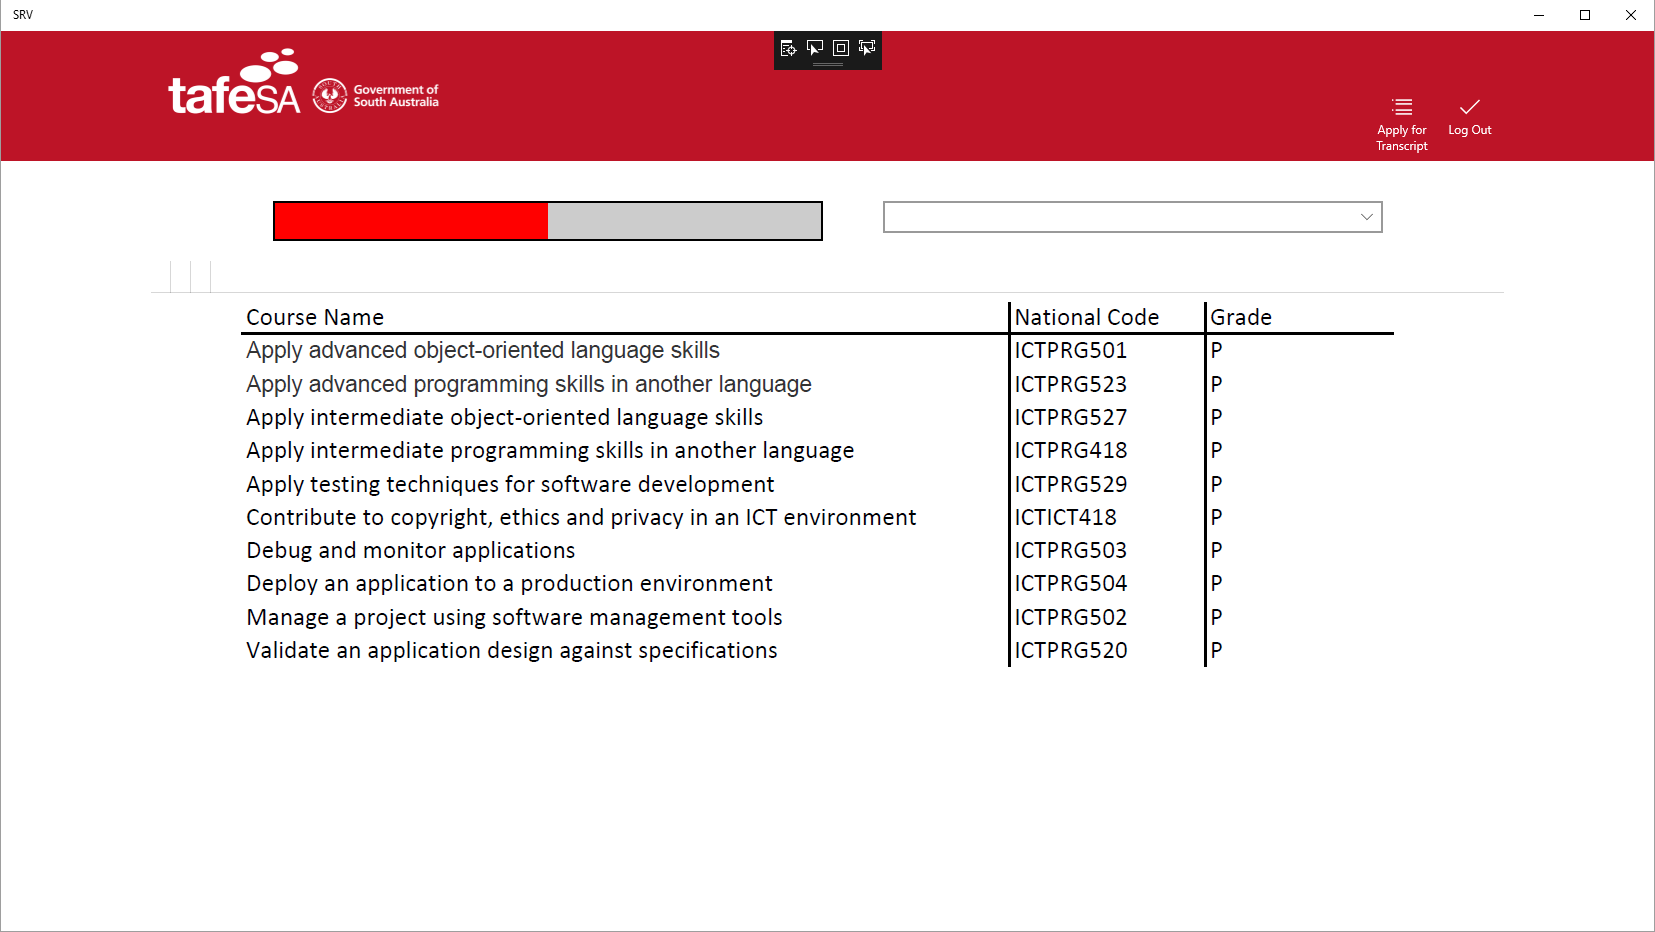 SRV
tafeSA
Government of
South Australia
Apply for
Transcript
Log Out
Course Name National Code Grade
Apply advanced object-oriented language skills ICTPRG501 P
Apply advanced programming skills in another language ICTPRG523 P
Apply intermediate object-oriented language skills ICTPRG527 P
Apply intermediate programming skills in another language ICTPRG418 P
Apply testing techniques for software development ICTPRG529 P
Contribute to copyright, ethics and privacy in an ICT environment ICTICT418 P
Debug and monitor applications ICTPRG503 P
Deploy an application to a production environment ICTPRG504 P
Manage a project using software management tools ICTPRG502 P
Validate an application design against specifications ICTPRG520 P